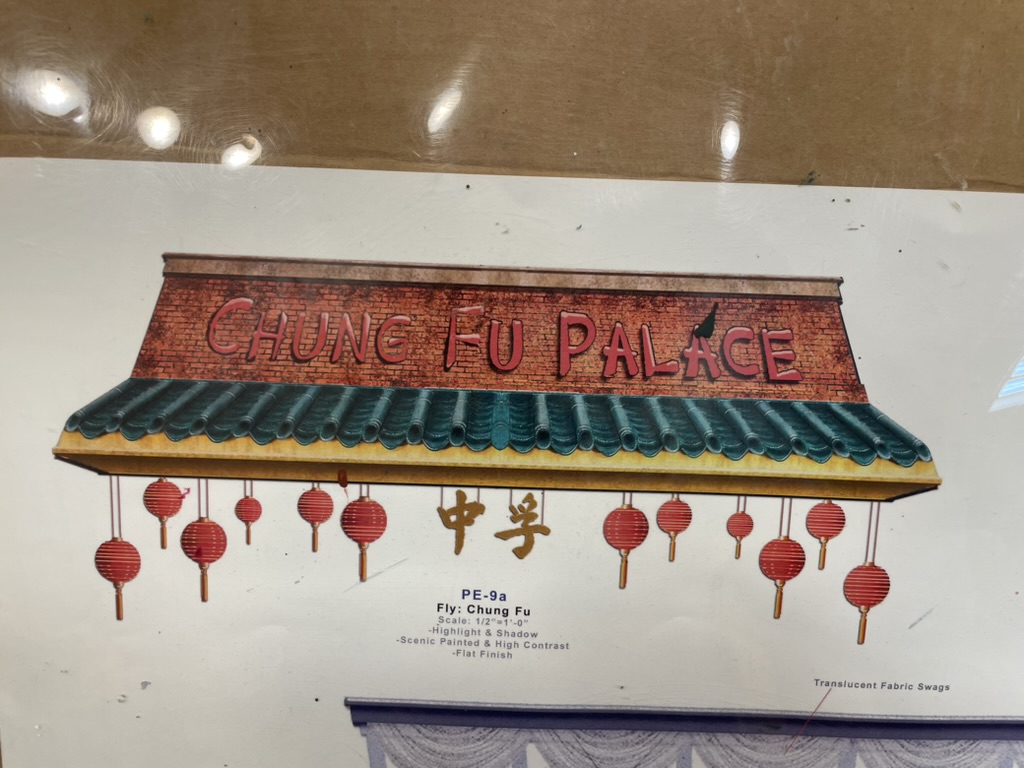 CHUNG FU PALACE
中孚
PE-9a
Fly: Chung Fu
Scale: 1/2"=1'-0"
-Highlight & Shadow
-Scenic Painted & High Contrast
-Flat Finish
Translucent Fabric Swags